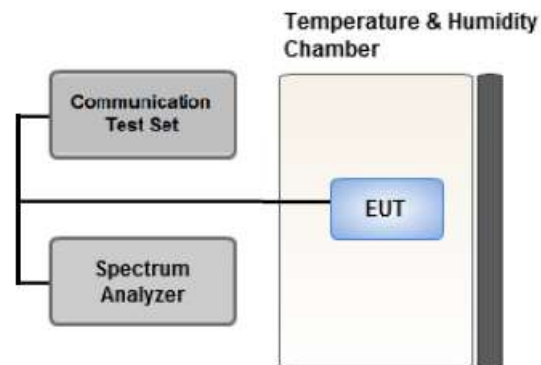 Temperature & Humidity
Chamber
Communication
Test Set
EUT
Spectrum
Analyzer